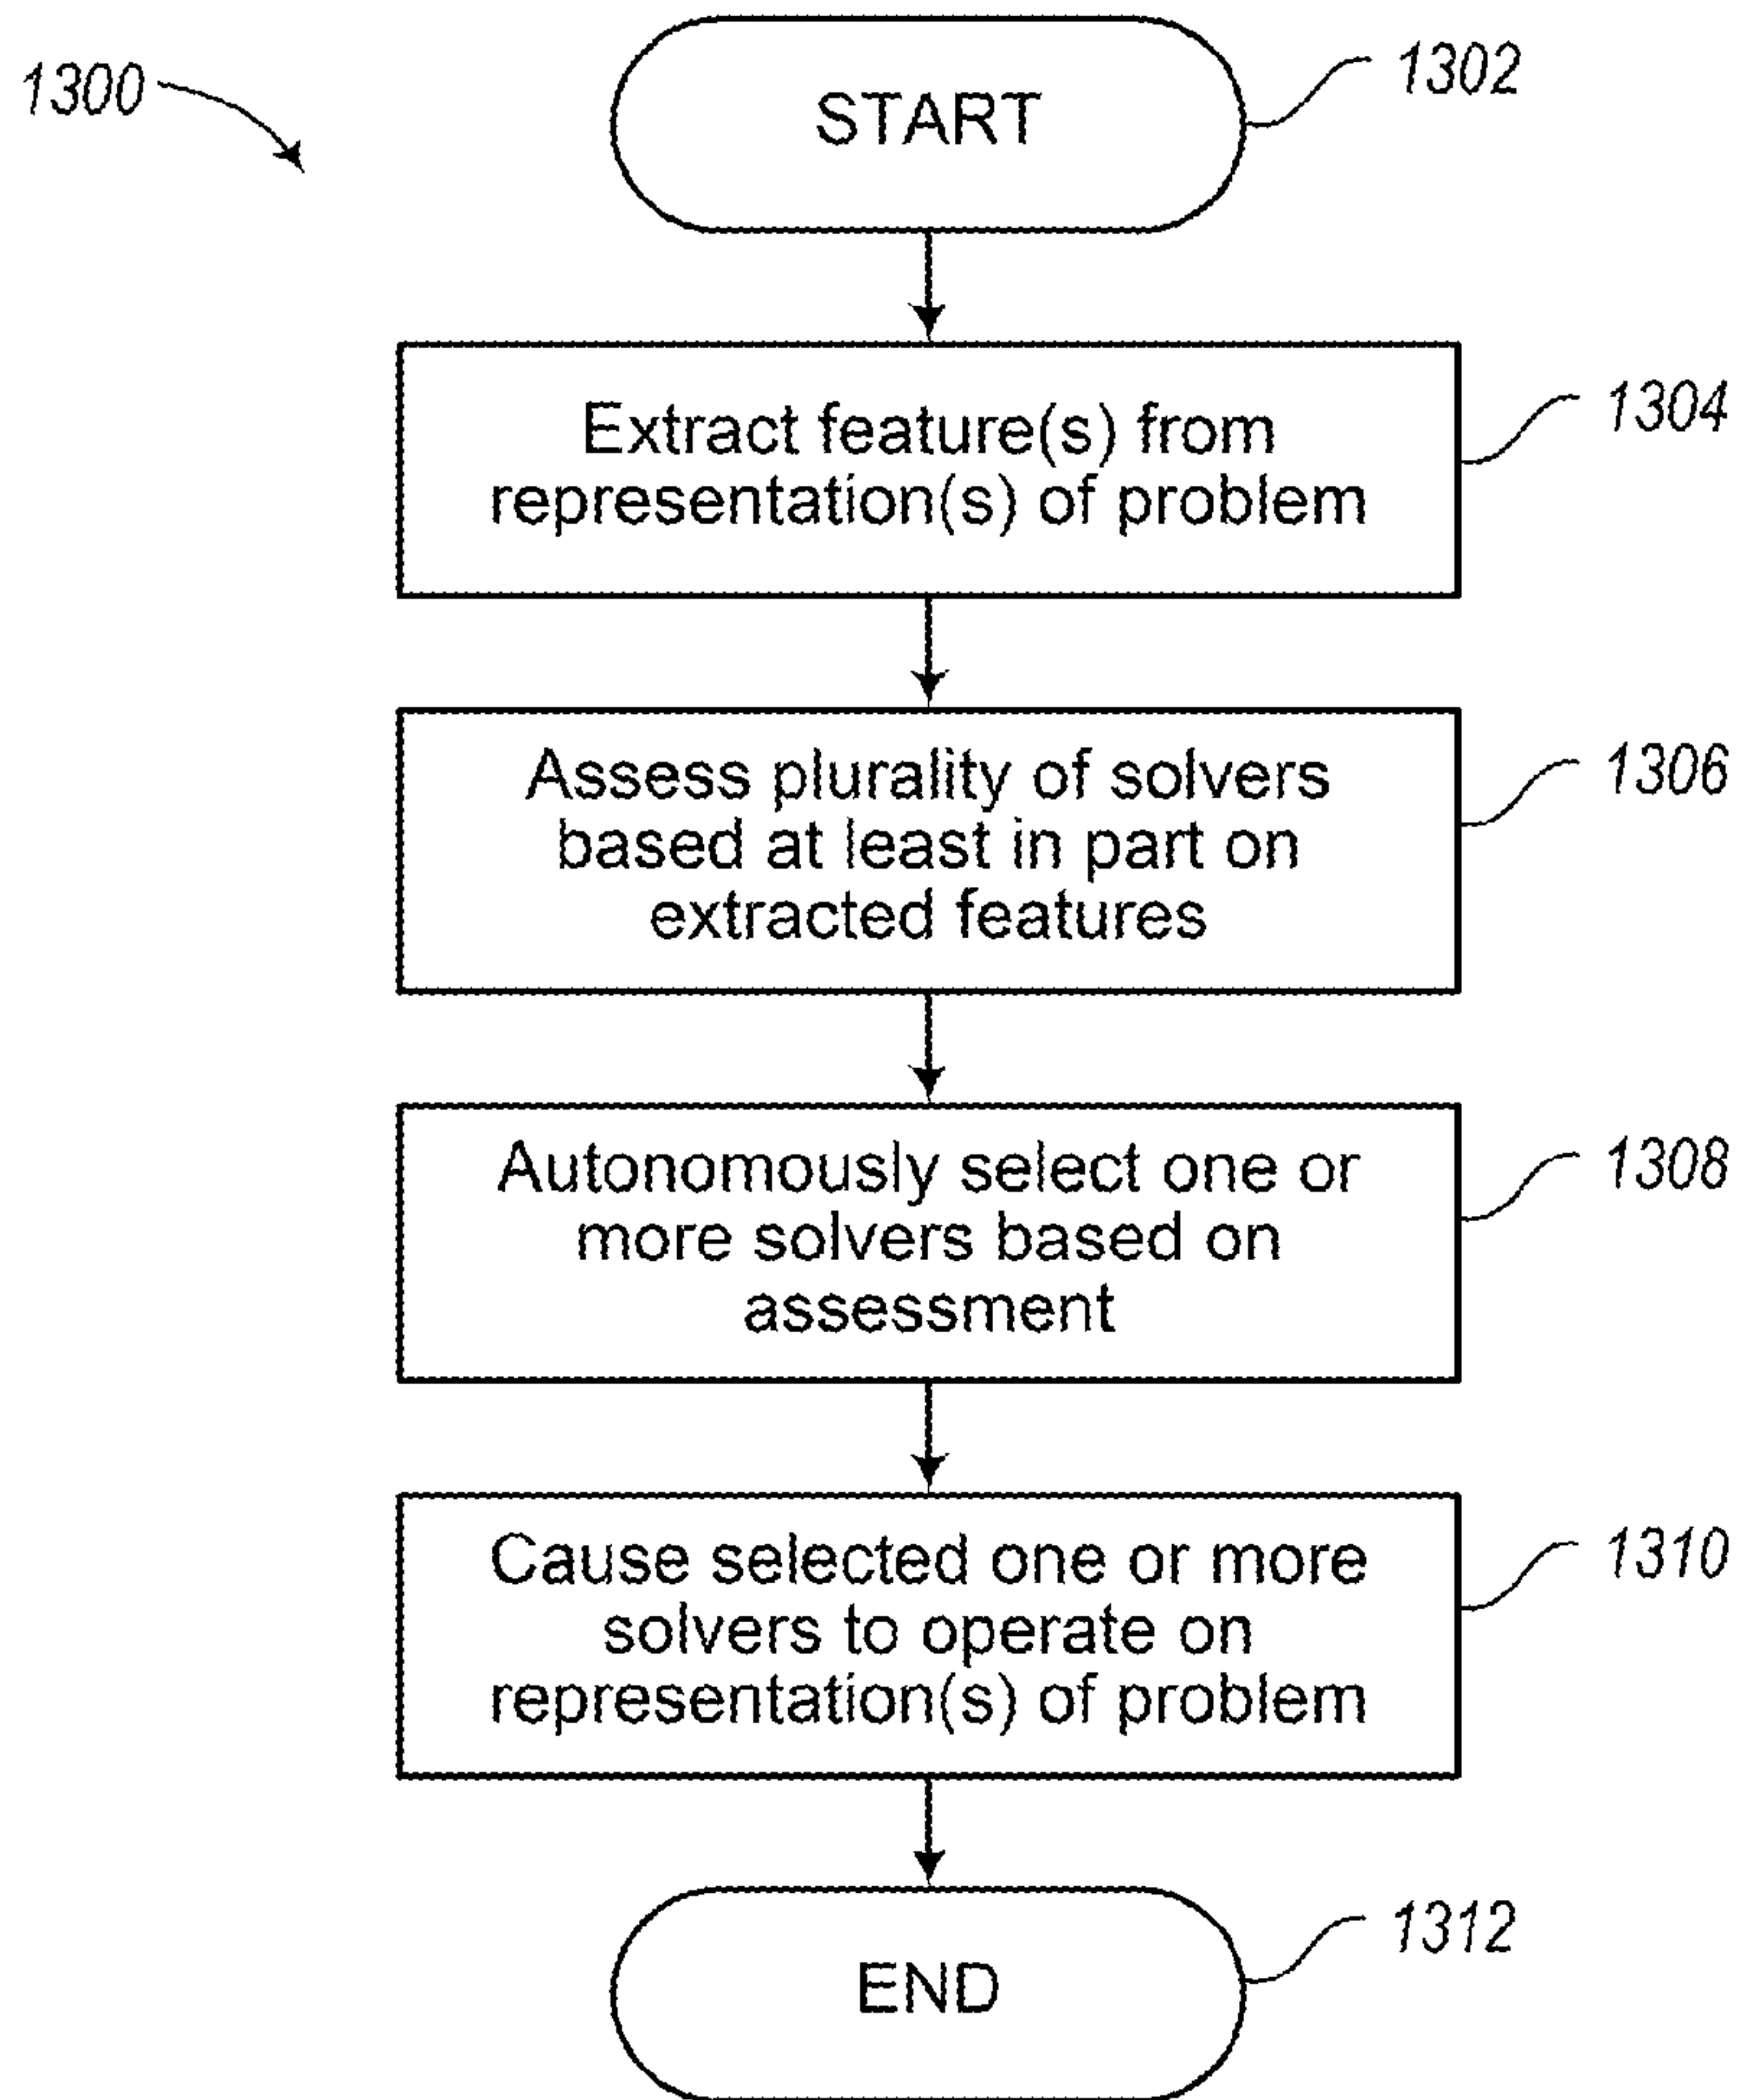 1300
START
1302
Extract feature(s) from
representation(s) of problem
1304
Assess plurality of solvers
based at least in part on
extracted features
1306
Autonomously select one or
more solvers based on
assessment
1308
Cause selected one or more
solvers to operate on
representation(s) of problem
1310
END
1312